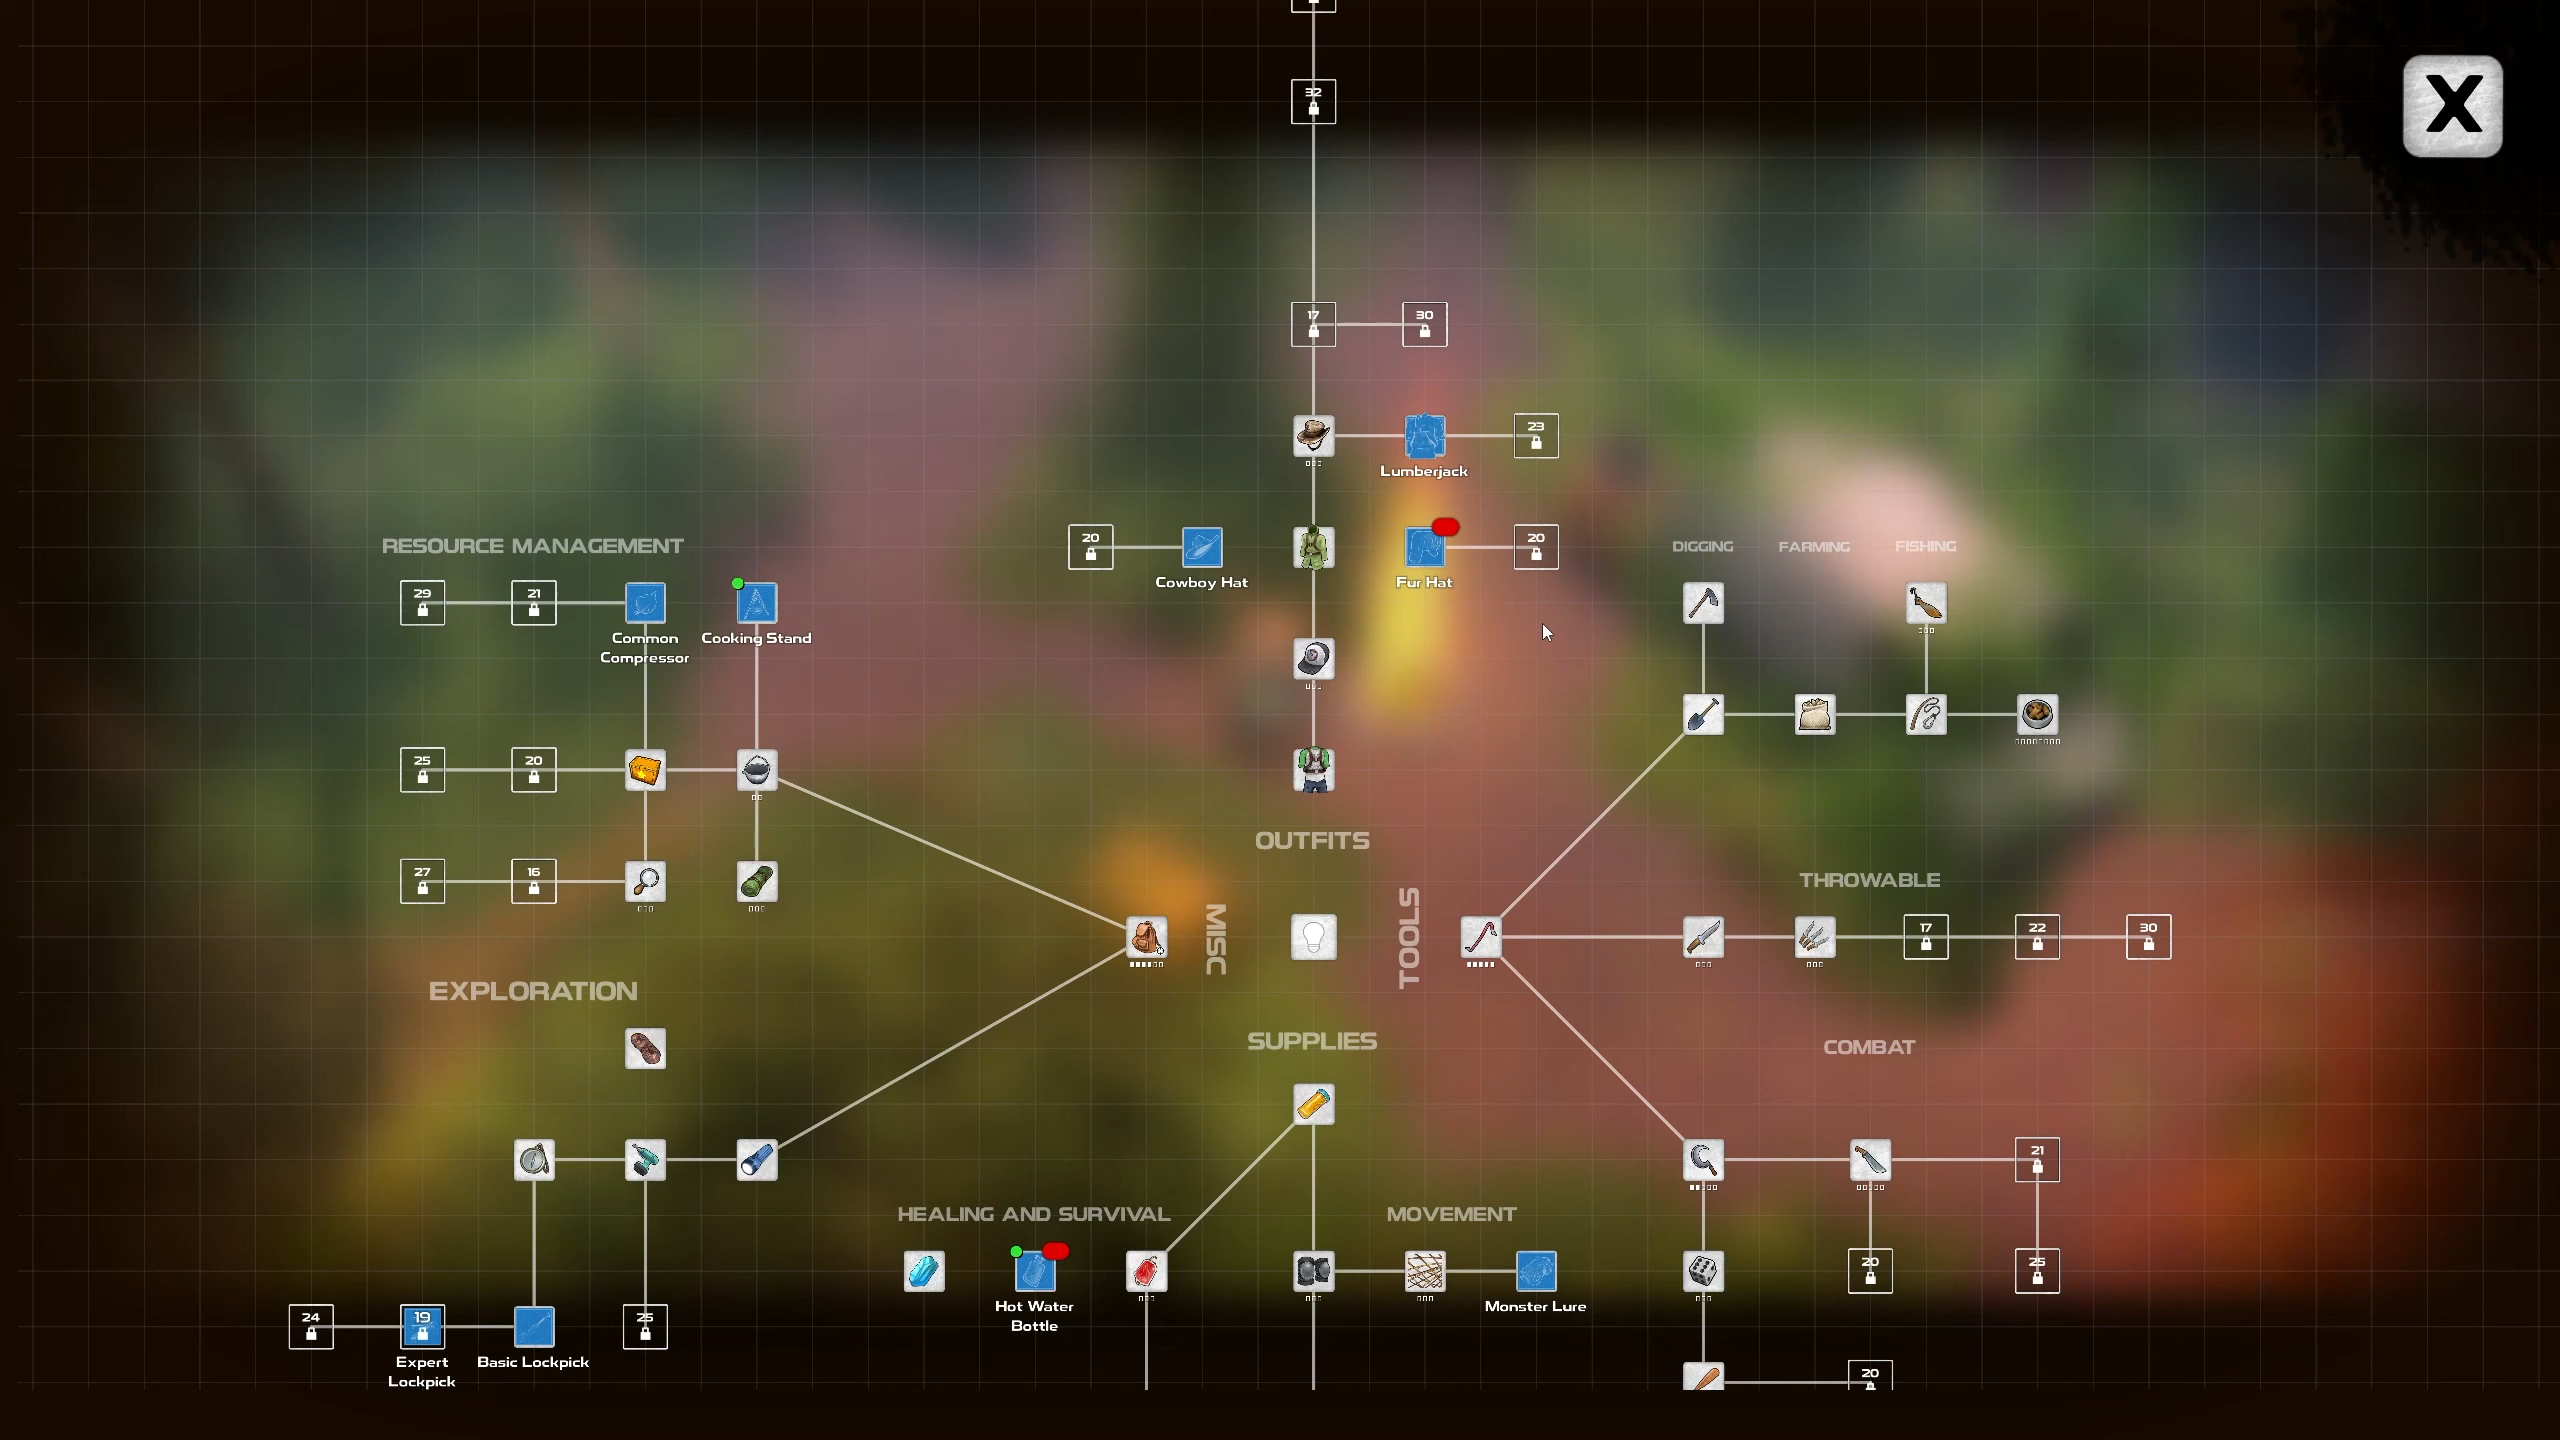 X
32
17
30
23
Lumberjack
20
20
Cowboy Hat
Fur Hat
RESOURCE MANAGEMENT
DIGGING
FARMING
FISHING
29
21
Common
Compressor
Cooking Stand
25
20
OUTFITS
27
16
MISC
TOOLS
THROWABLE
17
22
30
EXPLORATION
SUPPLIES
COMBAT
21
HEALING AND SURVIVAL
MOVEMENT
Hot Water
Bottle
Monster Lure
20
25
24
19
25
Expert
Lockpick
Basic Lockpick
20